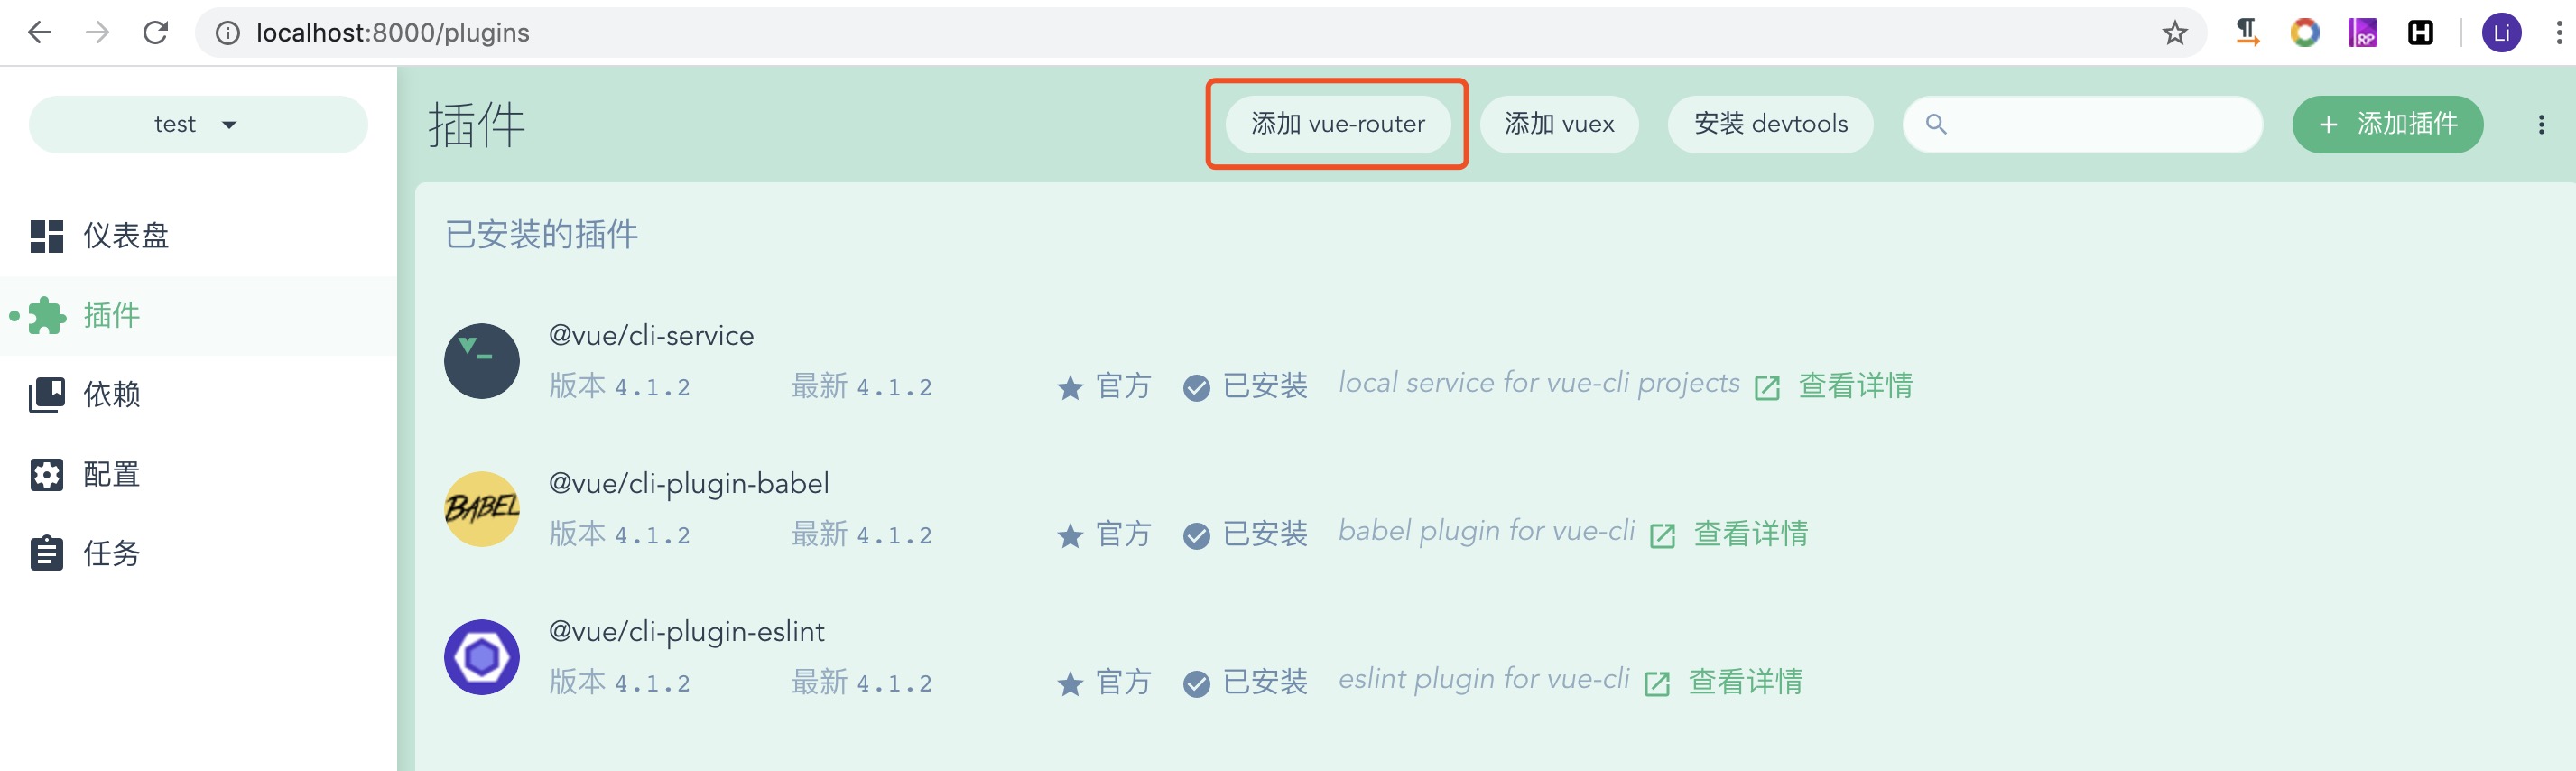 localhost:8000/plugins
Li
test
插件
添加 vue-router
添加 vuex
安装 devtools
+ 添加插件
仪表盘
插件
依赖
配置
任务
已安装的插件
@vue/cli-service
版本 4.1.2 最新 4.1.2 官方 已安装 local service for vue-cli projects 查看详情
BABEL
@vue/cli-plugin-babel
版本 4.1.2 最新 4.1.2 官方 已安装 babel plugin for vue-cli 查看详情
@vue/cli-plugin-eslint
版本 4.1.2 最新 4.1.2 官方 已安装 eslint plugin for vue-cli 查看详情
RP
H